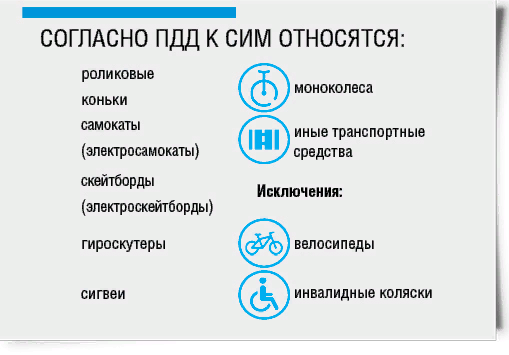 СОГЛАСНО ПДД К СИМ ОТНОСЯТСЯ:
роликовые
коньки
самокаты
(электросамокаты)
скейтборды
(электроскейтборды)
гироскутеры
сигвеи
моноколеса
иные транспортные
средства
Исключения:
велосипеды
инвалидные коляски